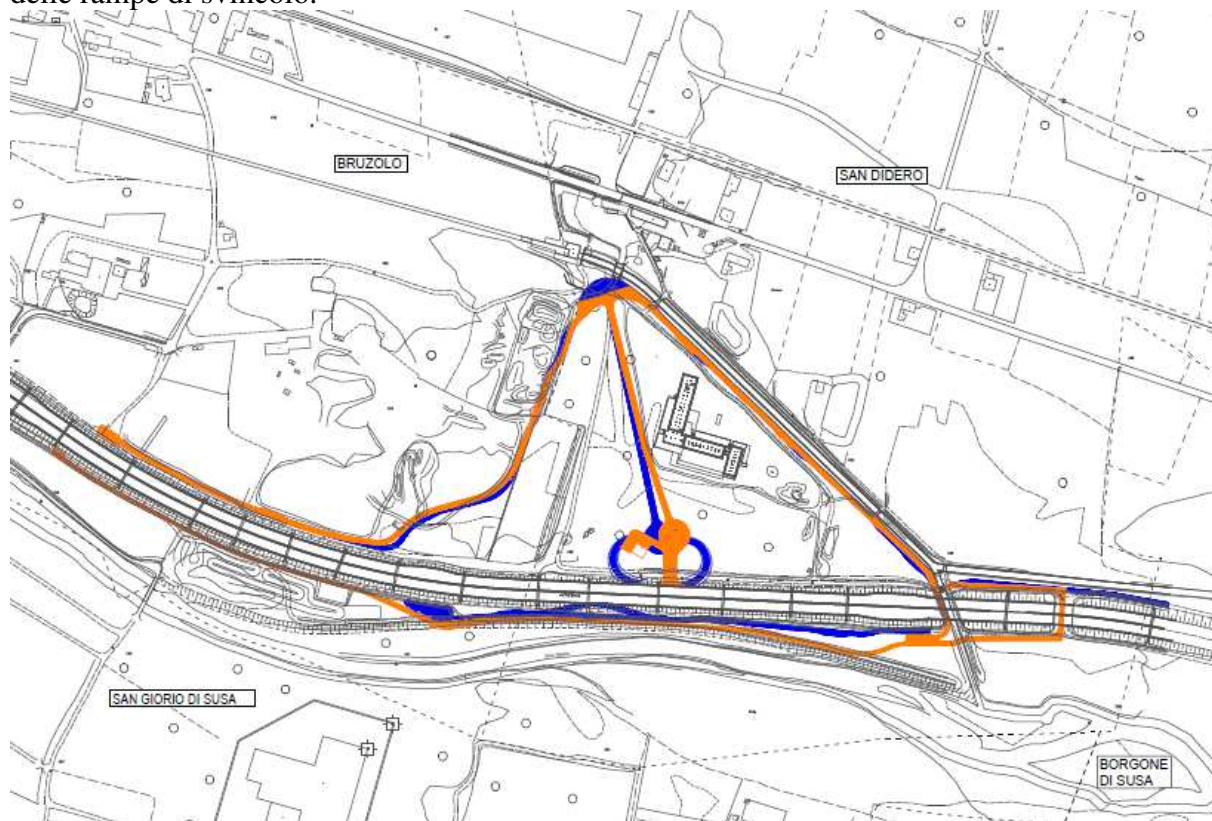 delle rampe di svincolo.
BRUZOLO
SAN DIDERO
SAN GIORIO DI SUSA
BORGONE
DI SUSA